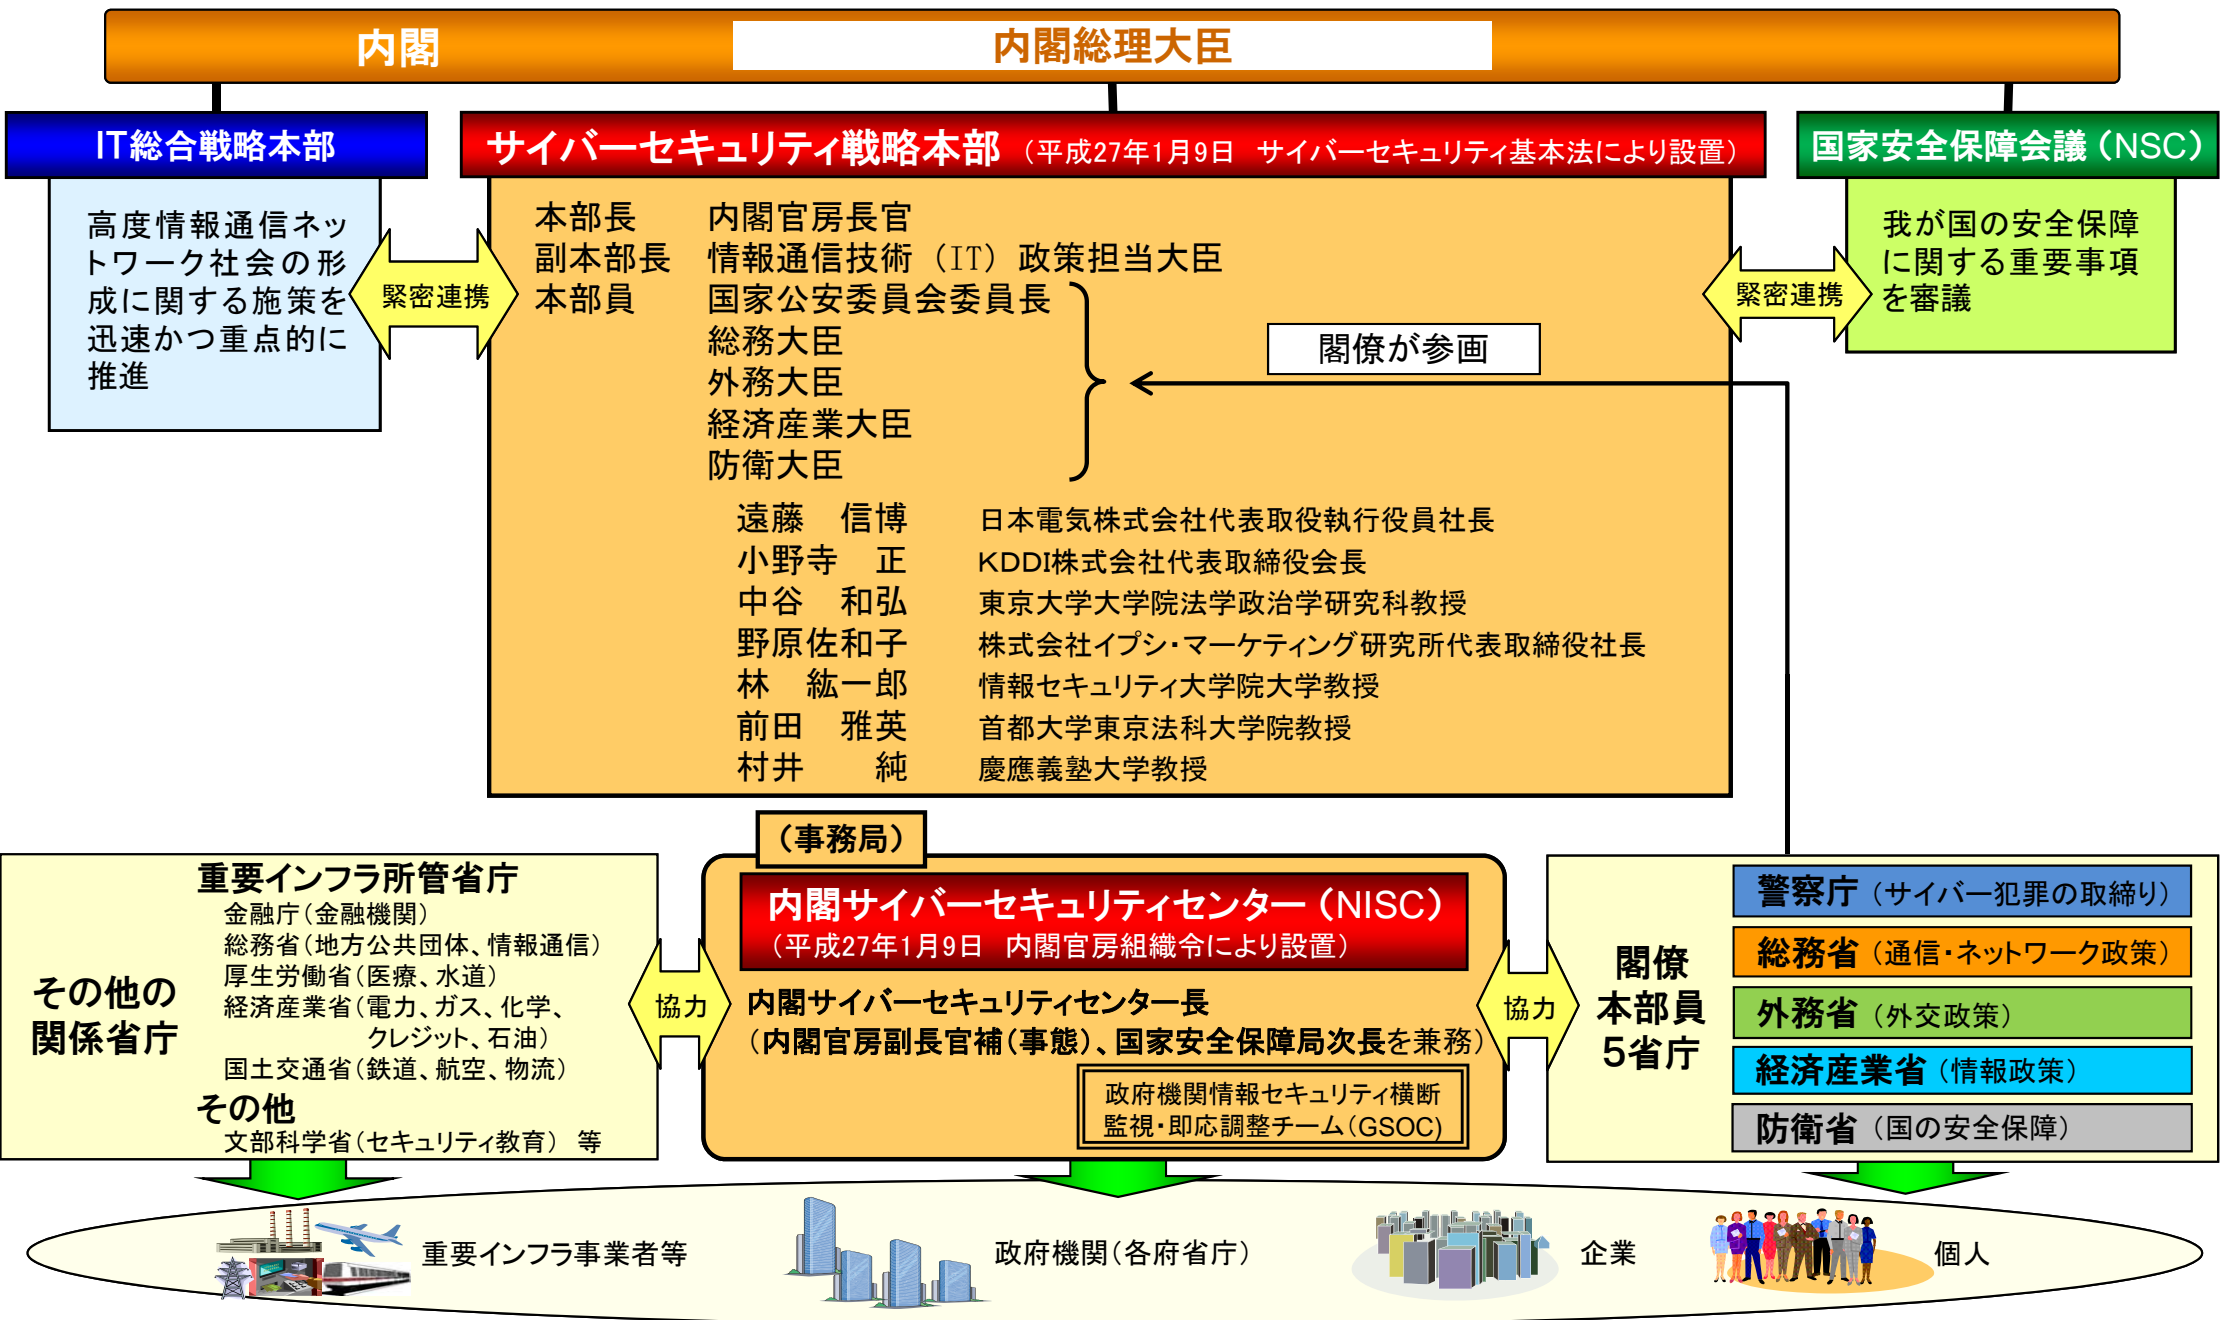 内閣
内閣総理大臣
IT総合戦略本部
高度情報通信ネッ
トワーク社会の形
成に関する施策を
迅速かつ重点的に
推進
緊密連携
サイバーセキュリティ戦略本部（平成27年1月9日　サイバーセキュリティ基本法により設置）
本部長　内閣官房長官
副本部長　情報通信技術（IT）政策担当大臣
本部員　国家公安委員会委員長
総務大臣
外務大臣
経済産業大臣
防衛大臣
閣僚が参画
遠藤　信博　日本電気株式会社代表取役執行役員社長
小野寺　正　KDDI株式会社代表取締役会長
中谷　和弘　東京大学大学院法学政治学研究科教授
野原佐和子　株式会社イプシ・マーケティング研究所代表取締役社長
林　紘一郎　情報セキュリティ大学院大学教授
前田　雅英　首都大学東京法科大学院教授
村井　純　慶應義塾大学教授
緊密連携
国家安全保障会議（NSC）
我が国の安全保障
に関する重要事項
を審議
その他の
関係省庁
重要インフラ所管省庁
金融庁（金融機関）
総務省（地方公共団体、情報通信）
厚生労働省（医療、水道）
経済産業省（電力、ガス、化学、
クレジット、石油）
国土交通省（鉄道、航空、物流）
その他
文部科学省（セキュリティ教育）　等
協力
（事務局）
内閣サイバーセキュリティセンター（NISC）
（平成27年1月9日　内閣官房組織令により設置）
内閣サイバーセキュリティセンター長
（内閣官房副長官補（事態）、国家安全保障局次長を兼務）
政府機関情報セキュリティ横断
監視・即応調整チーム（GSOC）
協力
閣僚
本部員
5省庁
警察庁（サイバー犯罪の取締り）
総務省（通信・ネットワーク政策）
外務省（外交政策）
経済産業省（情報政策）
防衛省（国の安全保障）
重要インフラ事業者等
政府機関（各府省庁）
企業
個人